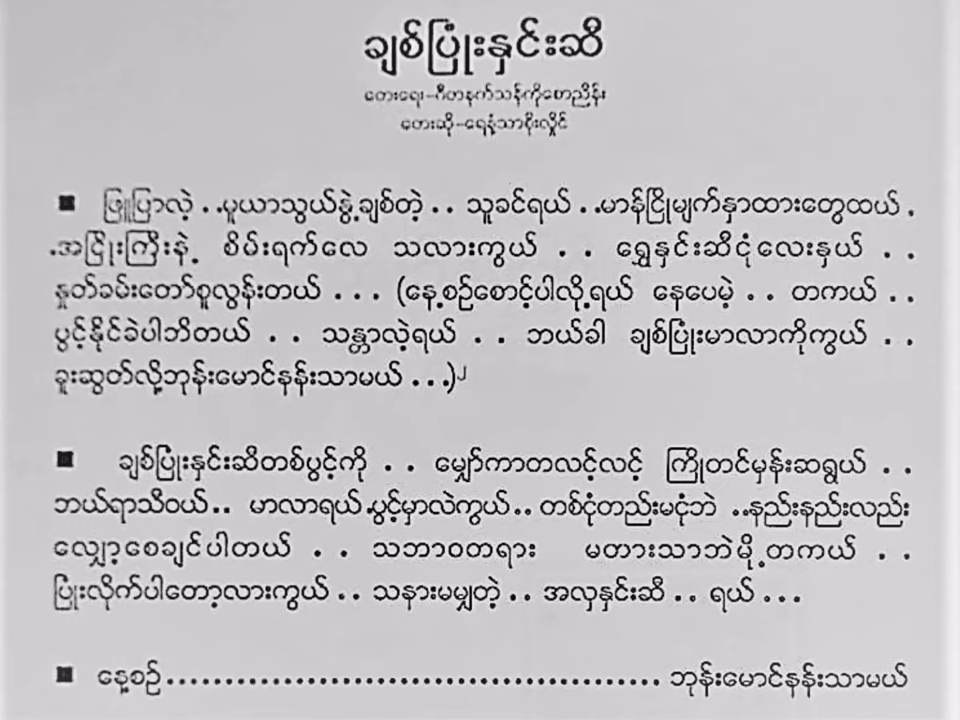 ချစ်ပြုံးနှင်းဆီ
တေးရေး-ဂီတနက်သန်ကိုစောညိန်း
တေးဆို-ရေနံ့သာစိုးလှိုင်
■ ဖြူပြာလဲ့ ..မူယာသွယ်နွဲ့ချစ်တဲ့ .. သူခင်ရယ် ..မာန်ငြိုမျက်နှာထားတွေထယ် .
.အငြိုးကြီးနဲ့ စိမ်းရက်လေ သလားကွယ် .. ရွှေနှင်းဆီငုံလေးနှယ် ..
နှုတ်ခမ်းတော်စူလွန်းတယ် ... (နေ့စဉ်စောင့်ပါလို့ရယ် နေပေမဲ့ .. တကယ် ..
ပွင့်နိုင်ခဲပါဘိတယ် .. သန္တာလဲ့ရယ် .. ဘယ်ခါ ချစ်ပြုံးမာလာကိုကွယ် ..
ခူးဆွတ်လို့ဘုန်းမောင်နန်းသာမယ် ...)၂
■ ချစ်ပြုံးနှင်းဆီတစ်ပွင့်ကို .. မျှော်ကာတလင့်လင့် ကြိုတင်မှန်းဆရွယ် ..
ဘယ်ရာသီဝယ်.. မာလာရယ်.ပွင့်မှာလဲကွယ်.. တစ်ငုံတည်းမငုံဘဲ ..နည်းနည်းလည်း
လျှော့စေချင်ပါတယ် .. သဘာဝတရား မတားသာဘဲမို့တကယ် ..
ပြုံးလိုက်ပါတော့လားကွယ် .. သနားမမျှတဲ့ .. အလှနှင်းဆီ .. ရယ် ...
■ နေ့စဉ်.......................................... ဘုန်းမောင်နန်းသာမယ်